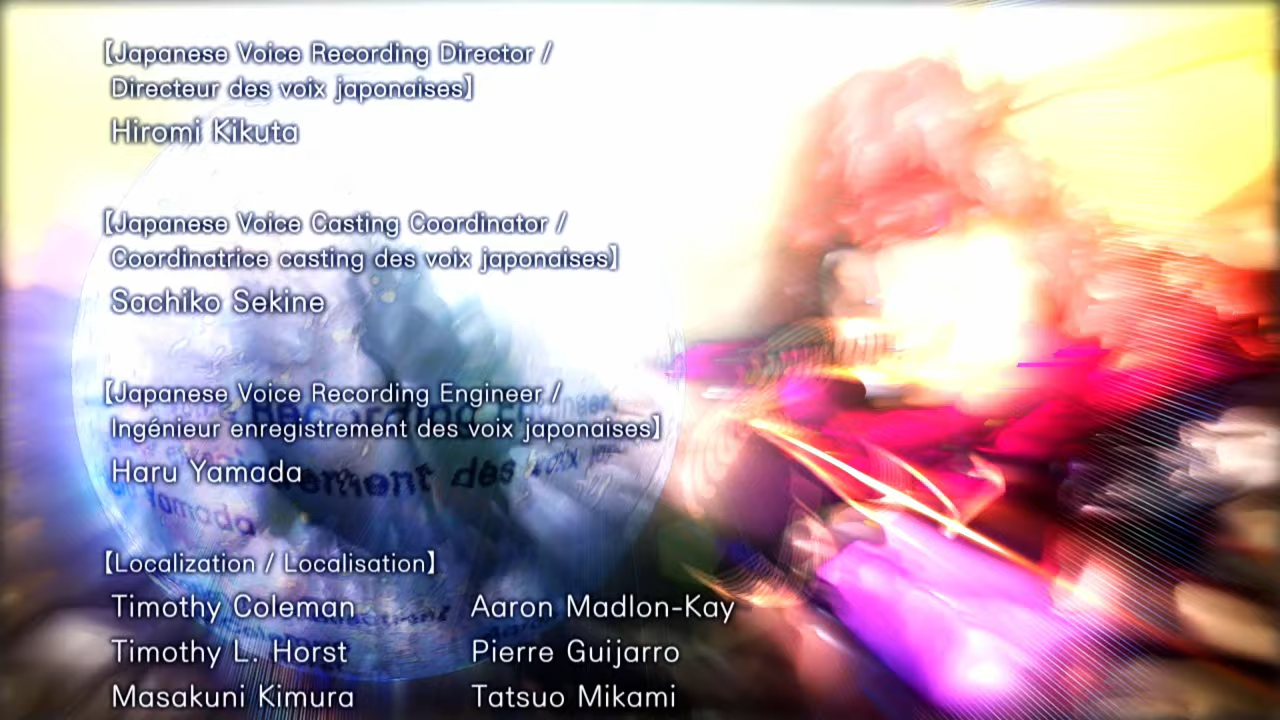 【Japanese Voice Recording Director /
Directeur des voix japonaises】
Hiromi Kikuta
【Japanese Voice Casting Coordinator /
Coordinatrice casting des voix japonaises】
Sachiko Sekine
【Japanese Voice Recording Engineer /
Ingénieur enregistrement des voix japonaises】
Haru Yamada
【Localization / Localisation】
Timothy Coleman Aaron Madlon-Kay
Timothy L. Horst Pierre Guijarro
Masakuni Kimura Tatsuo Mikami